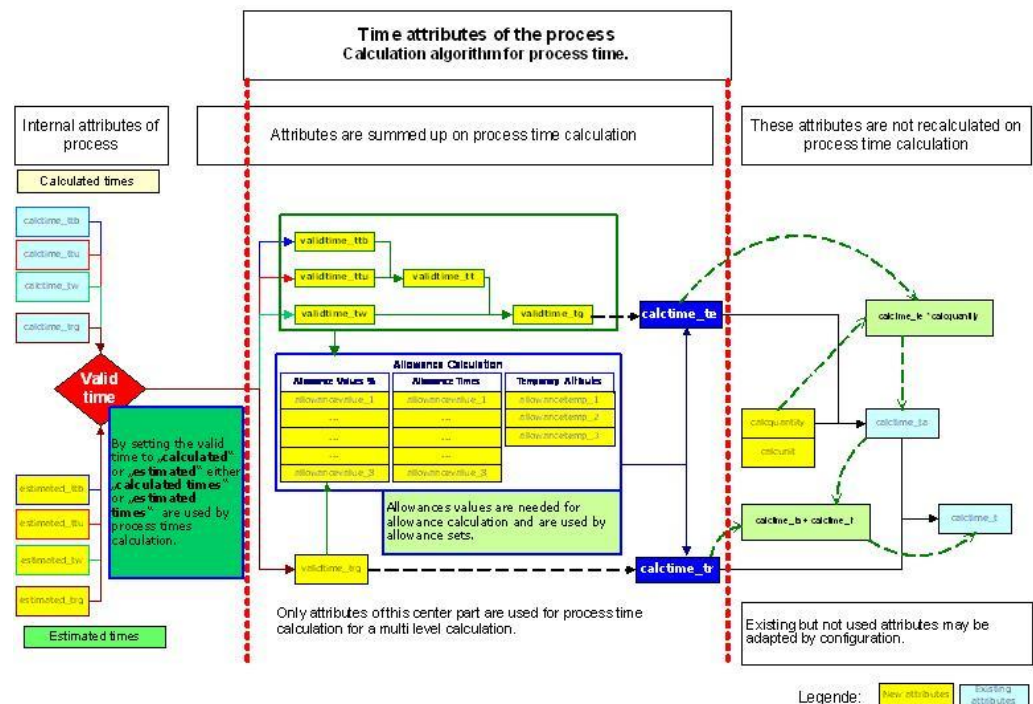 Time attributes of the process
Calculation algorithm for process time.
Internal attributes of
process
Attributes are summed up on process time calculation
These attributes are not recalculated on
process time calculation
Calculated times
calctime_ttb
calctime_ttu
calctime_tw
calctime_trg
Valid
time
By setting the valid
time to „calculated“
or „estimated“ either
„calculated times“
or „estimated
times“ are used by
process times
calculation.
estimated_ttb
estimated_ttu
estimated_tw
estimated_trg
Estimated times
validtime_ttb
validtime_ttu
validtime_tt
validtime_tw
validtime_tg
Allowance Calculation
Allowance Values %
Allowance Times
Temporary Attributes
allowancevalue_1
allowancevalue_1
allowancetemp_1
...
...
allowancetemp_2
...
...
allowancetemp_3
...
...
Allowances values are needed for
allowance calculation and are used by
allowance sets.
validtime_trg
Only attributes of this center part are used for process time
calculation for a multi level calculation.
calctime_te
calctime_tr
calctime_te * calcquantity
calcquantity
calcunit
calctime_ta
calctime_t
Existing but not used attributes may be
adapted by configuration.
Legende:
New attributes
Existing
attributes